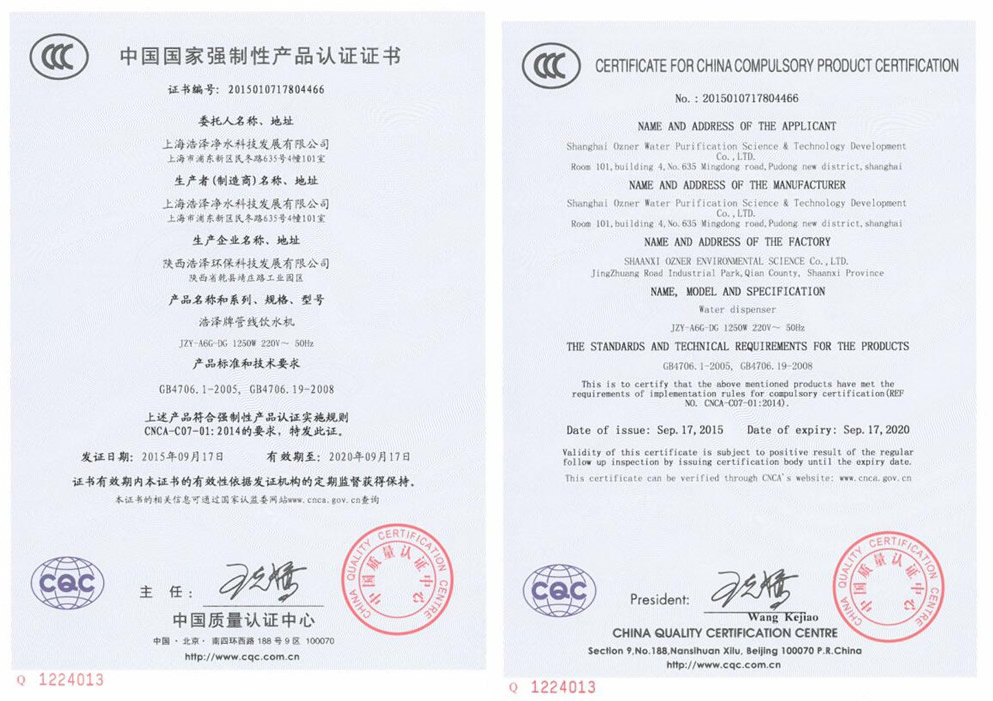 中国国家强制性产品认证证书
证书编号: 2015010717804466
委托人名称、地址
上海浩泽净水科技发展有限公司
上海市浦东新区民冬路635号4幢101室
生产者(制造商)名称、地址
上海浩泽净水科技发展有限公司
上海市浦东新区民冬路635号4幢101室
生产企业名称、地址
陕西浩泽环保科技发展有限公司
陕西省乾县靖庄路工业园区
产品名称和系列、规格、型号
浩泽牌管线饮水机
JZY-A6G-DG 1250W 220V~ 50Hz
产品标准和技术要求
GB4706.1-2005, GB4706.19-2008
上述产品符合强制性产品认证实施规则
CNCA-C07-01:2014的要求，特发此证。
发证日期: 2015年09月17日 有效期至: 2020年09月17日
证书有效期内本证书的有效性依据发证机构的定期监督获得保持。
本证书的相关信息可通过国家认监委网站www.cnca.gov.cn查询
CQC
主 任:
中国质量认证中心
中国·北京·南四环西路188号9区 100070
http://www.cqc.com.cn
CHINA QUALITY CERTIFICATION CENTRE
中国质量认证中心
Q 1224013
CERTIFICATE FOR CHINA COMPULSORY PRODUCT CERTIFICATION
No.: 2015010717804466
NAME AND ADDRESS OF THE APPLICANT
Shanghai Ozner Water Purification Science & Technology Development
Co., LTD.
Room 101, building 4, No. 635 Mingdong road, Pudong new district, shanghai
NAME AND ADDRESS OF THE MANUFACTURER
Shanghai Ozner Water Purification Science & Technology Development
Co., LTD.
Room 101, building 4, No. 635 Mingdong road, Pudong new district, shanghai
NAME AND ADDRESS OF THE FACTORY
SHAANXI OZNER ENVIRONMENTAL SCIENCE Co., LTD.
JingZhuang Road Industrial Park, Qian County, Shaanxi Province
NAME, MODEL AND SPECIFICATION
Water dispenser
JZY-A6G-DG 1250W 220V~ 50Hz
THE STANDARDS AND TECHNICAL REQUIREMENTS FOR THE PRODUCTS
GB4706.1-2005, GB4706.19-2008
This is to certify that the above mentioned products have met the
requirements of implementation rules for compulsory certification(REF
NO. CNCA-C07-01:2014).
Date of issue: Sep. 17, 2015 Date of expiry: Sep. 17, 2020
Validity of this certificate is subject to positive result of the regular
follow up inspection by issuing certification body until the expiry date.
This certificate can be verified through CNCA's website: www.cnca.gov.cn
CQC
President:
Wang Kejiao
CHINA QUALITY CERTIFICATION CENTRE
Section 9, No. 188, Nansihuan Xilu, Beijing 100070 P.R.China
http://www.cqc.com.cn
CHINA QUALITY CERTIFICATION CENTRE
中国质量认证中心
Q 1224013